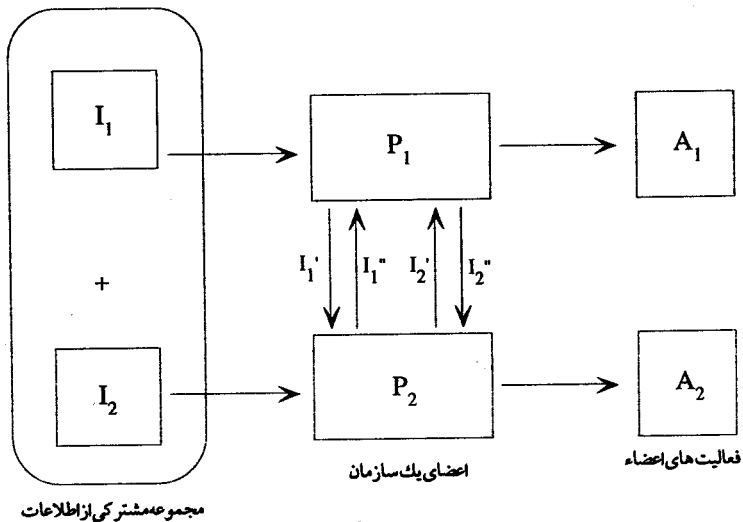 I₁
P₁
A₁
I₁' I₁" I₂' I₂"
+
I₂
P₂
A₂
اعضای یك سازمان
فعالیت‌های اعضاء
مجموعه مشترکی از اطلاعات